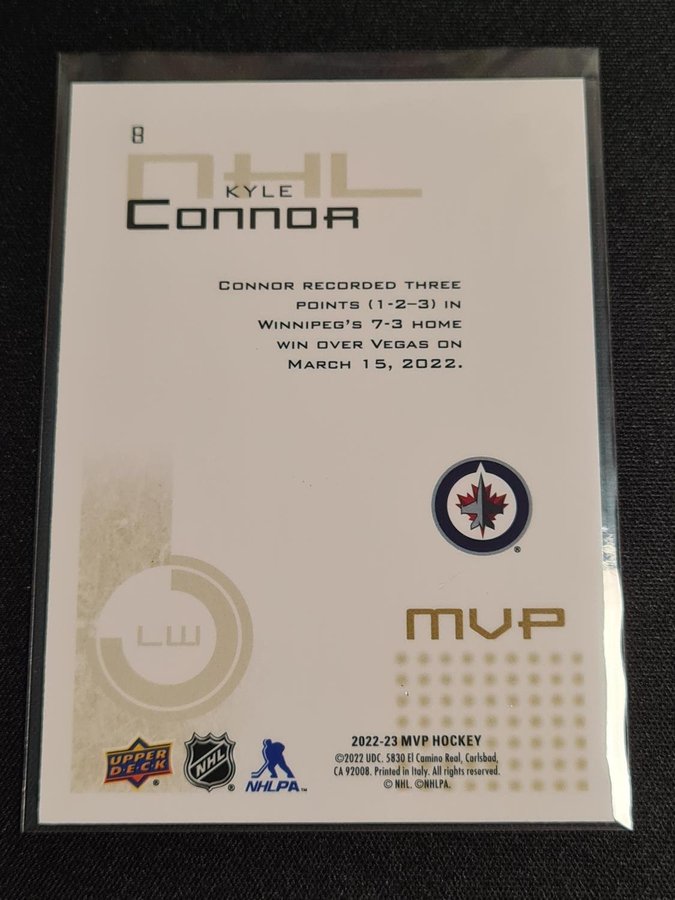 8
NHL
KYLE
CONNOR
CONNOR RECORDED THREE
POINTS (1-2–3) IN
WINNIPEG'S 7-3 HOME
WIN OVER VEGAS ON
MARCH 15, 2022.
LW
MVP
UPPER
DECK
®
NHL
®
NHLPA™
®
2022-23 MVP HOCKEY
©2022 UDC. 5830 El Camino Real, Carlsbad,
CA 92008. Printed in Italy. All rights reserved.
© NHL. ©NHLPA.